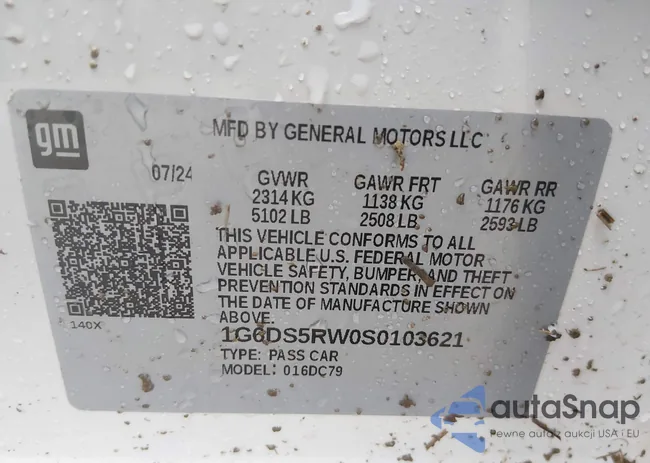 gm
MFD BY GENERAL MOTORS LLC
07/24
GVWR GAWR FRT GAWR RR
2314 KG 1138 KG 1176 KG
5102 LB 2508 LB 2593 LB
THIS VEHICLE CONFORMS TO ALL
APPLICABLE U.S. FEDERAL MOTOR
VEHICLE SAFETY, BUMPER, AND THEFT
PREVENTION STANDARDS IN EFFECT ON
THE DATE OF MANUFACTURE SHOWN
ABOVE.
140X
1G6DS5RW0S0103621
TYPE: PASS CAR
MODEL: 016DC79
autaSnap
Pewne auta z aukcji USA i EU